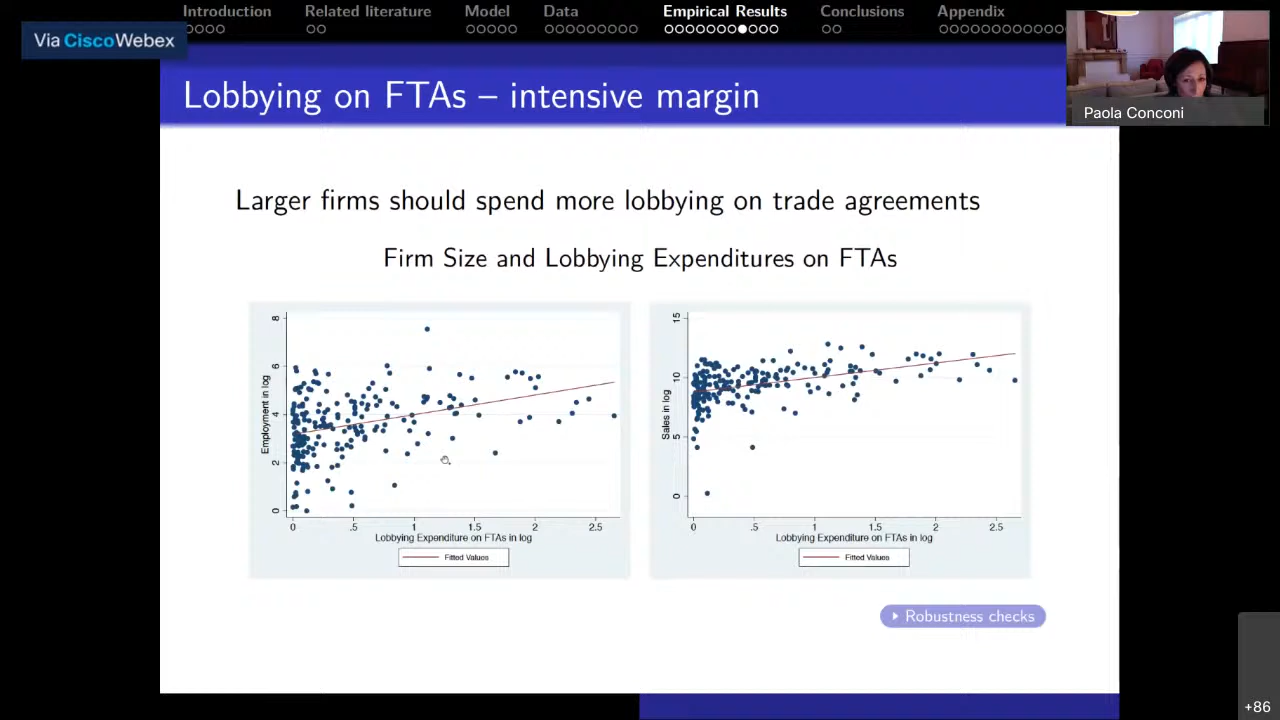 Introduction Related literature Model Data Empirical Results Conclusions Appendix
Via Cisco Webex
Paola Conconi
Lobbying on FTAs – intensive margin
Larger firms should spend more lobbying on trade agreements
Firm Size and Lobbying Expenditures on FTAs
Employment in log
8
6
4
2
0
0 .5 1 1.5 2 2.5
Lobbying Expenditure on FTAs in log
Fitted Values
Sales in log
15
10
5
0
0 .5 1 1.5 2 2.5
Lobbying Expenditure on FTAs in log
Fitted Values
Robustness checks
+86